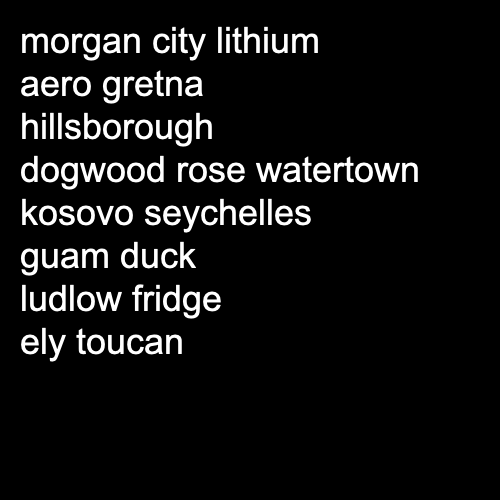 morgan city lithium
aero gretna
hillsborough
dogwood rose watertown
kosovo seychelles
guam duck
ludlow fridge
ely toucan